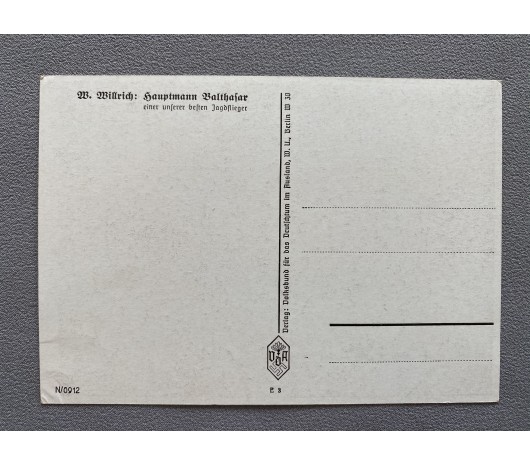 W. Willrich: Hauptmann Balthasar
einer unserer besten Jagdflieger
Verlag: Volksbund für das Deutschtum im Ausland, W. U., Berlin W 30
VDA
N/0912
E 3